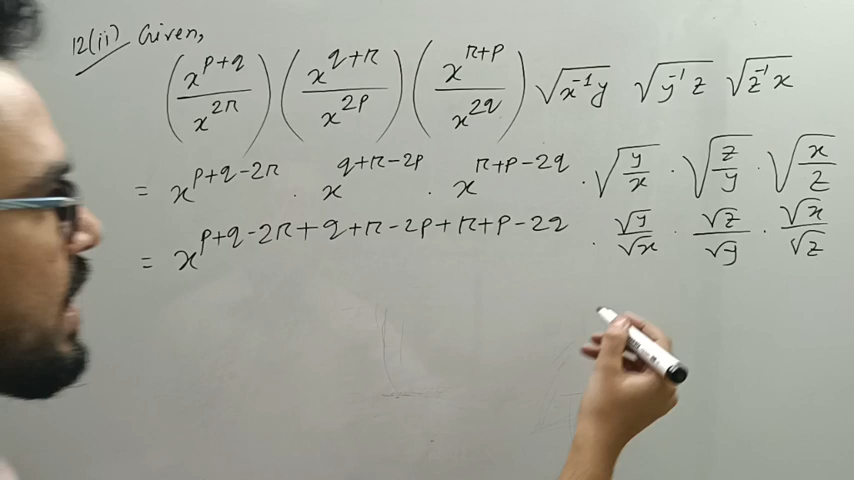 12(ii) Given,
(x^{p+q}/x^{2r}) (x^{q+r}/x^{2p}) (x^{r+p}/x^{2q}) √(x^{-1}y) √(y^{-1}z) √(z^{-1}x)
= x^{p+q-2r} . x^{q+r-2p} . x^{r+p-2q} . √(y/x) . √(z/y) . √(x/z)
= x^{p+q-2r+q+r-2p+r+p-2q} . √y/√x . √z/√y . √x/√z